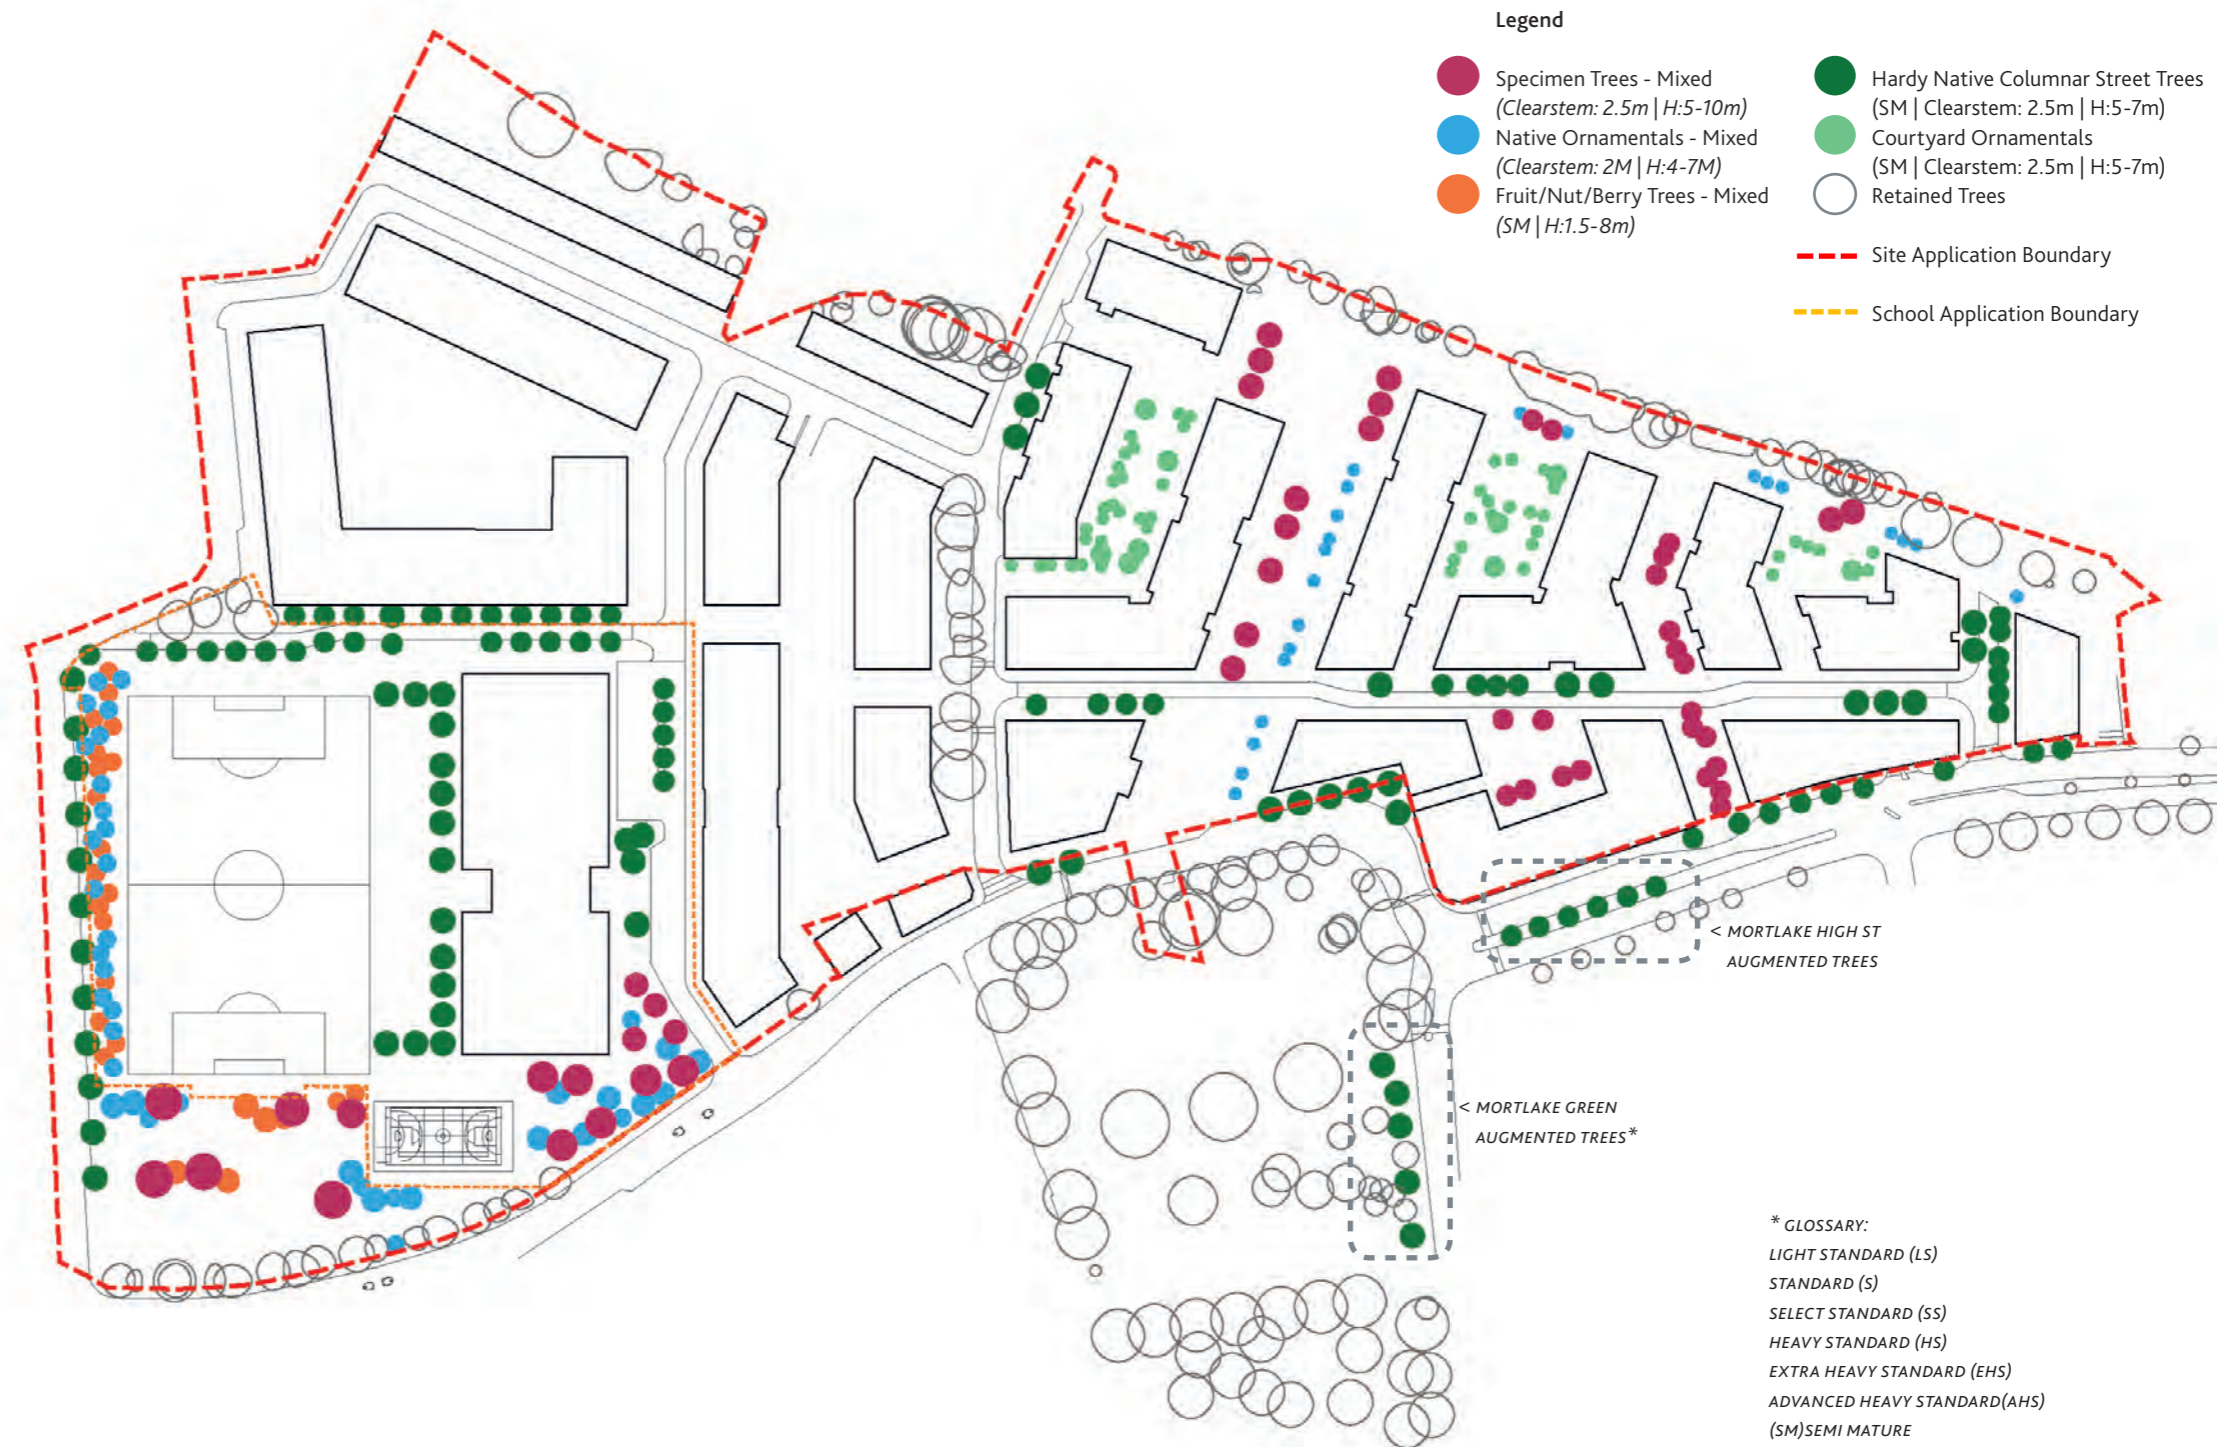 Legend
Specimen Trees - Mixed
(Clearstem: 2.5m | H:5-10m)
Native Ornamentals - Mixed
(Clearstem: 2M | H:4-7M)
Fruit/Nut/Berry Trees - Mixed
(SM | H:1.5-8m)
Hardy Native Columnar Street Trees
(SM | Clearstem: 2.5m | H:5-7m)
Courtyard Ornamentals
(SM | Clearstem: 2.5m | H:5-7m)
Retained Trees
Site Application Boundary
School Application Boundary
< MORTLAKE HIGH ST
AUGMENTED TREES
< MORTLAKE GREEN
AUGMENTED TREES*
* GLOSSARY:
LIGHT STANDARD (LS)
STANDARD (S)
SELECT STANDARD (SS)
HEAVY STANDARD (HS)
EXTRA HEAVY STANDARD (EHS)
ADVANCED HEAVY STANDARD(AHS)
(SM)SEMI MATURE